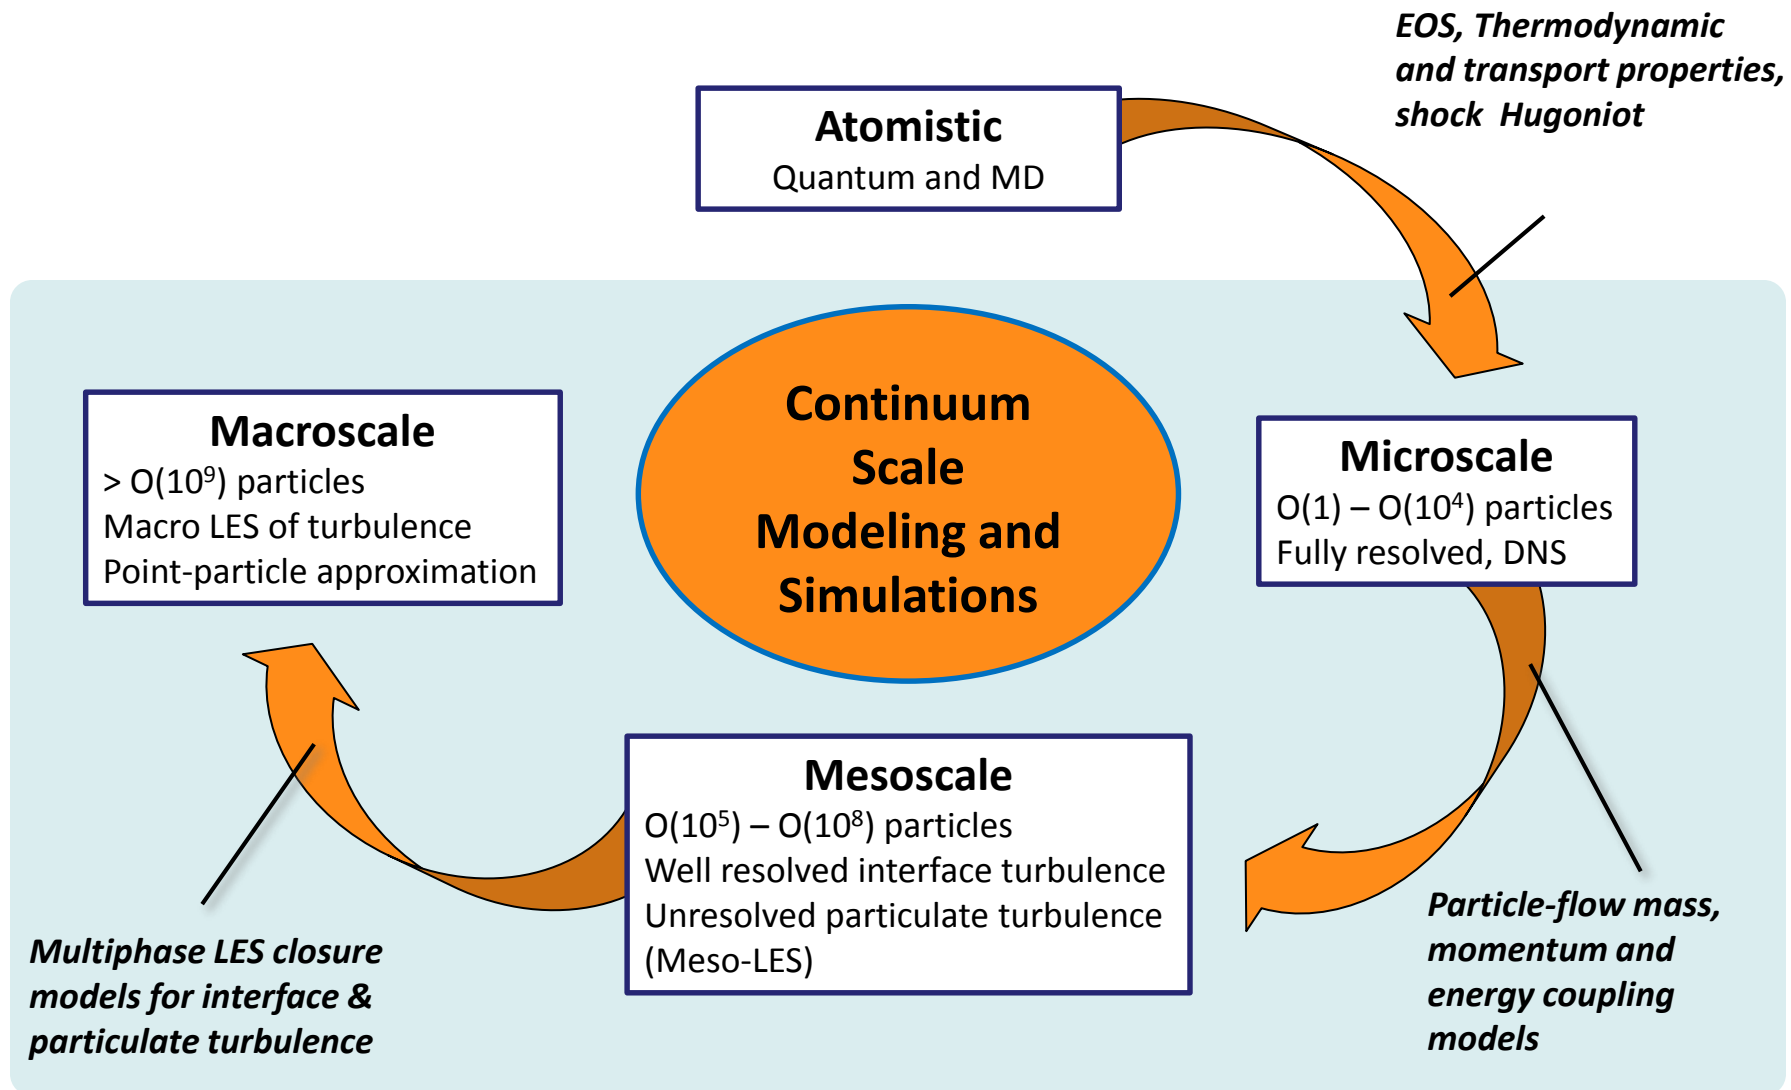 EOS, Thermodynamic
and transport properties,
shock Hugoniot
Atomistic
Quantum and MD
Continuum
Scale
Modeling and
Simulations
Macroscale
> O(10⁹) particles
Macro LES of turbulence
Point-particle approximation
Microscale
O(1) – O(10⁴) particles
Fully resolved, DNS
Mesoscale
O(10⁵) – O(10⁸) particles
Well resolved interface turbulence
Unresolved particulate turbulence
(Meso-LES)
Multiphase LES closure
models for interface &
particulate turbulence
Particle-flow mass,
momentum and
energy coupling
models